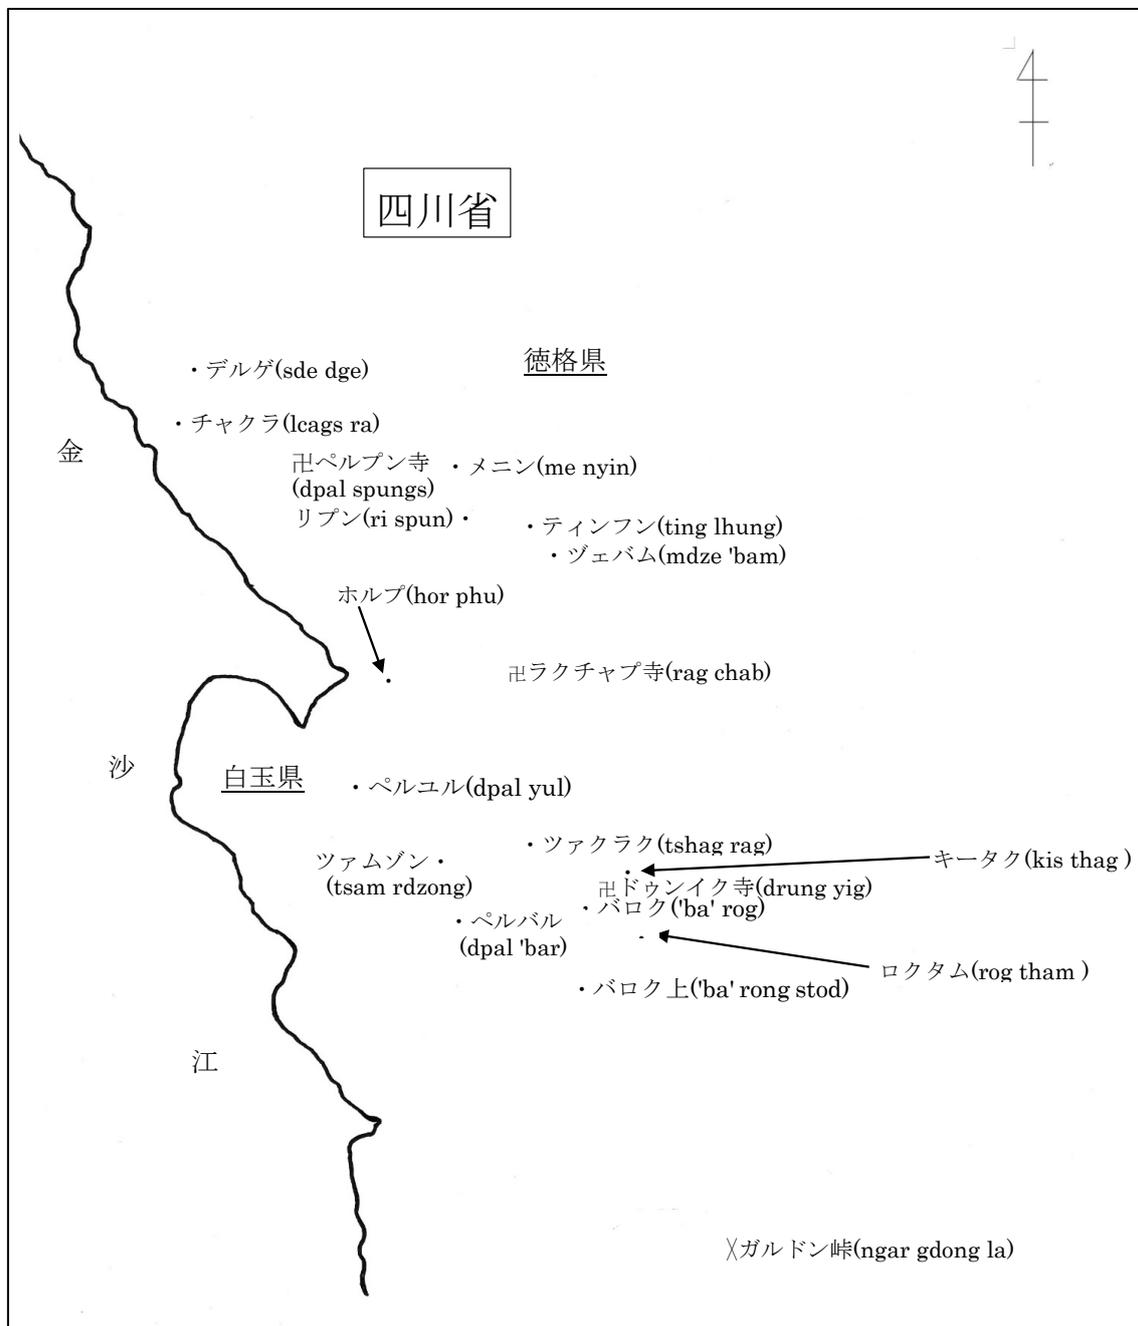 四川省
・デルゲ(sde dge)
徳格県
・チャクラ(lcags ra)
金
卍ペルプン寺
(dpal spungs)
・メニン(me nyin)
リプン(ri spun)・
・ティンフン(ting lhung)
・ヅェバム(mdze 'bam)
ホルプ(hor phu)
卍ラクチャプ寺(rag chab)
沙
白玉県
・ペルユル(dpal yul)
・ツァクラク(tshag rag)
ツァムゾン・
(tsam rdzong)
キータク(kis thag )
卍ドゥンイク寺(drung yig)
・バロク('ba' rog)
・ペルバル
(dpal 'bar)
ロクタム(rog tham )
・バロク上('ba' rong stod)
江
ガルドン峠(ngar gdong la)